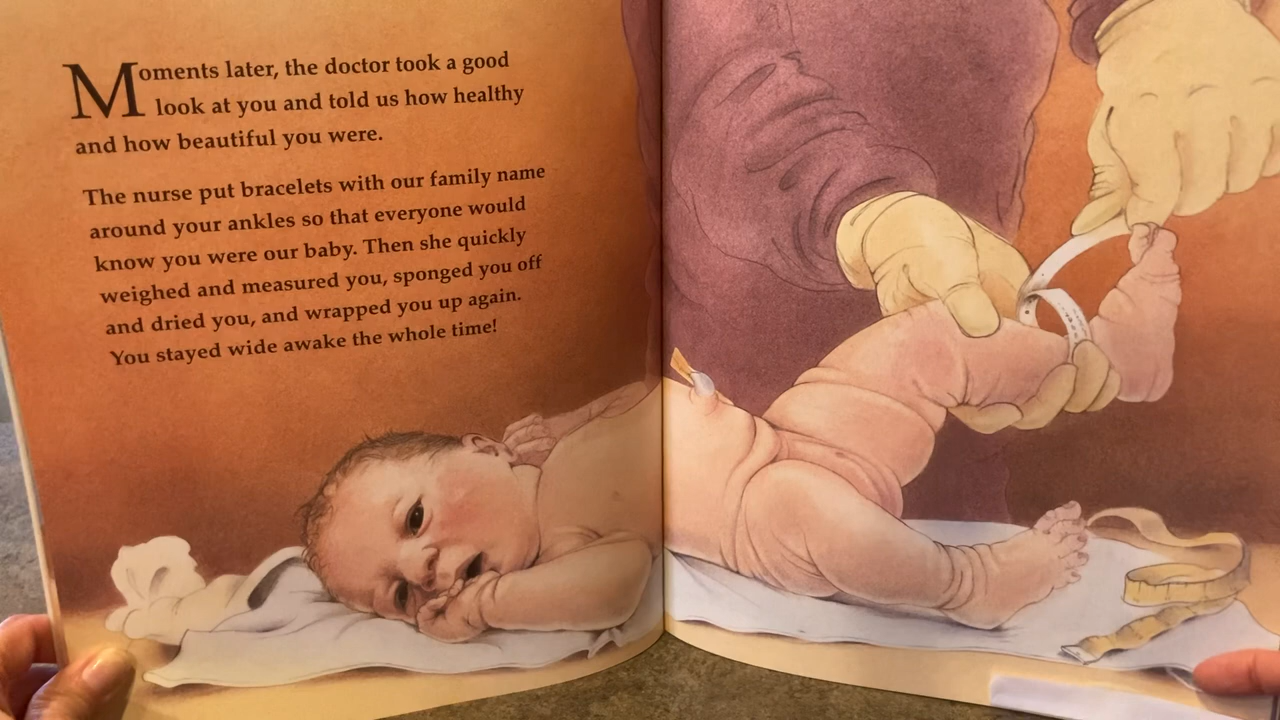 Moments later, the doctor took a good
look at you and told us how healthy
and how beautiful you were.
The nurse put bracelets with our family name
around your ankles so that everyone would
know you were our baby. Then she quickly
weighed and measured you, sponged you off
and dried you, and wrapped you up again.
You stayed wide awake the whole time!